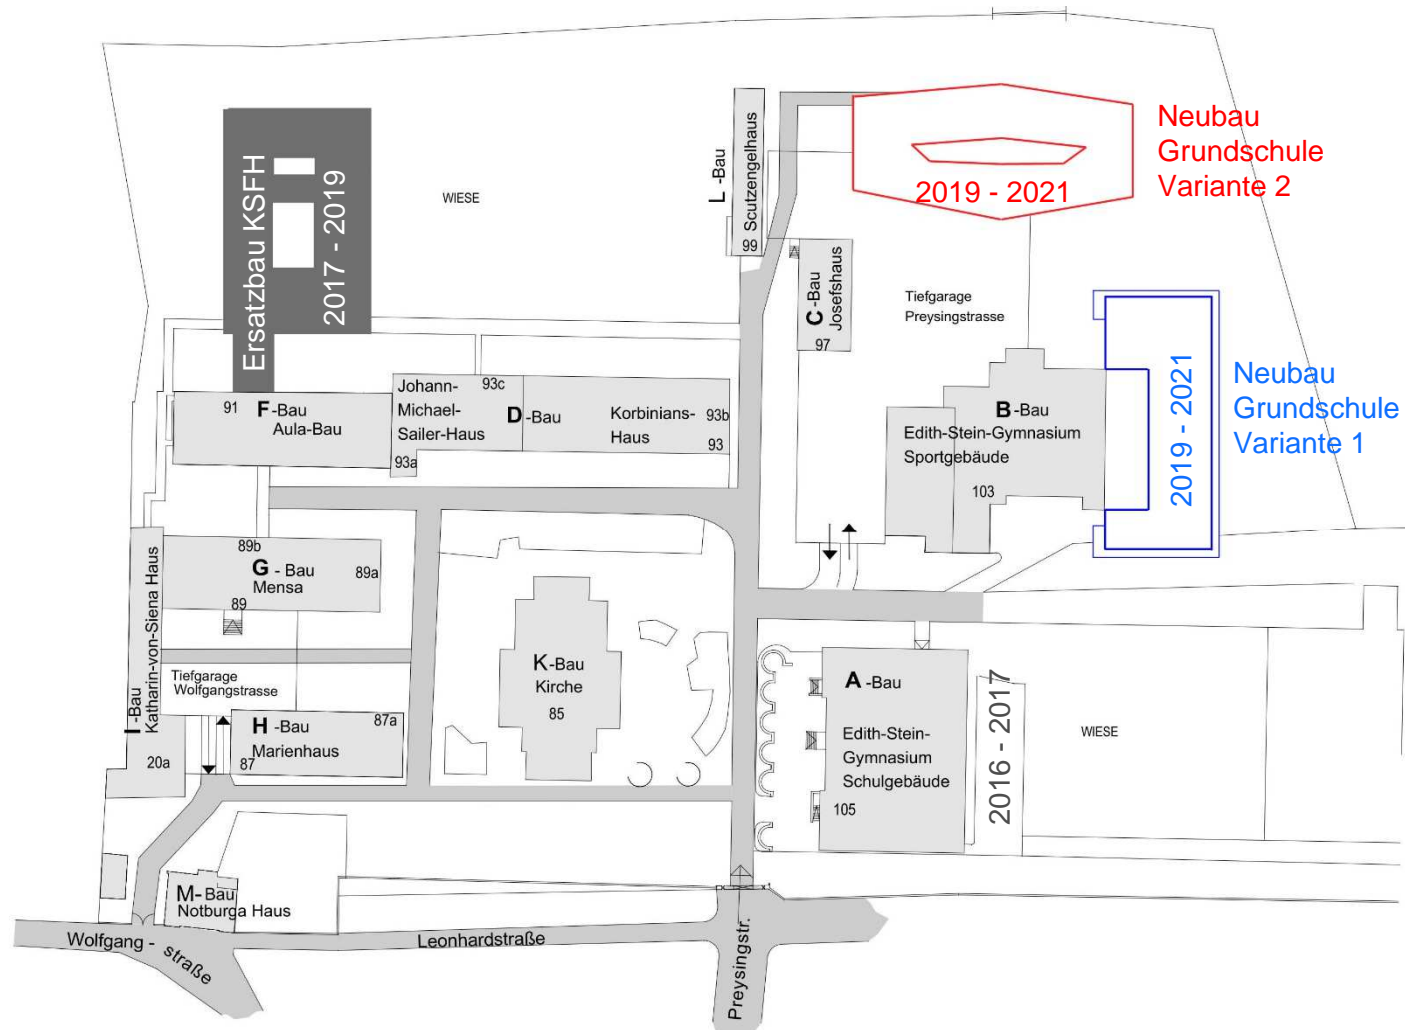 Neubau
Grundschule
Variante 2
2019 - 2021
L -Bau
Scutzengelhaus
99
Ersatzbau KSFH
2017 - 2019
WIESE
C -Bau
Josefshaus
97
Tiefgarage
Preysingstrasse
Neubau
Grundschule
Variante 1
2019 - 2021
91
F -Bau
Aula-Bau
Johann-
Michael-
Sailer-Haus
93c
93a
D -Bau
Korbinians-
Haus
93b
93
B -Bau
Edith-Stein-Gymnasium
Sportgebäude
103
89b
G - Bau
Mensa
89a
89
I -Bau
Katharin-von-Siena Haus
20a
Tiefgarage
Wolfgangstrasse
H -Bau
Marienhaus
87a
87
K -Bau
Kirche
85
A -Bau
Edith-Stein-
Gymnasium
Schulgebäude
105
2016 - 2017
WIESE
M- Bau
Notburga Haus
Wolfgang - straße
Leonhardstraße
Preysingstr.